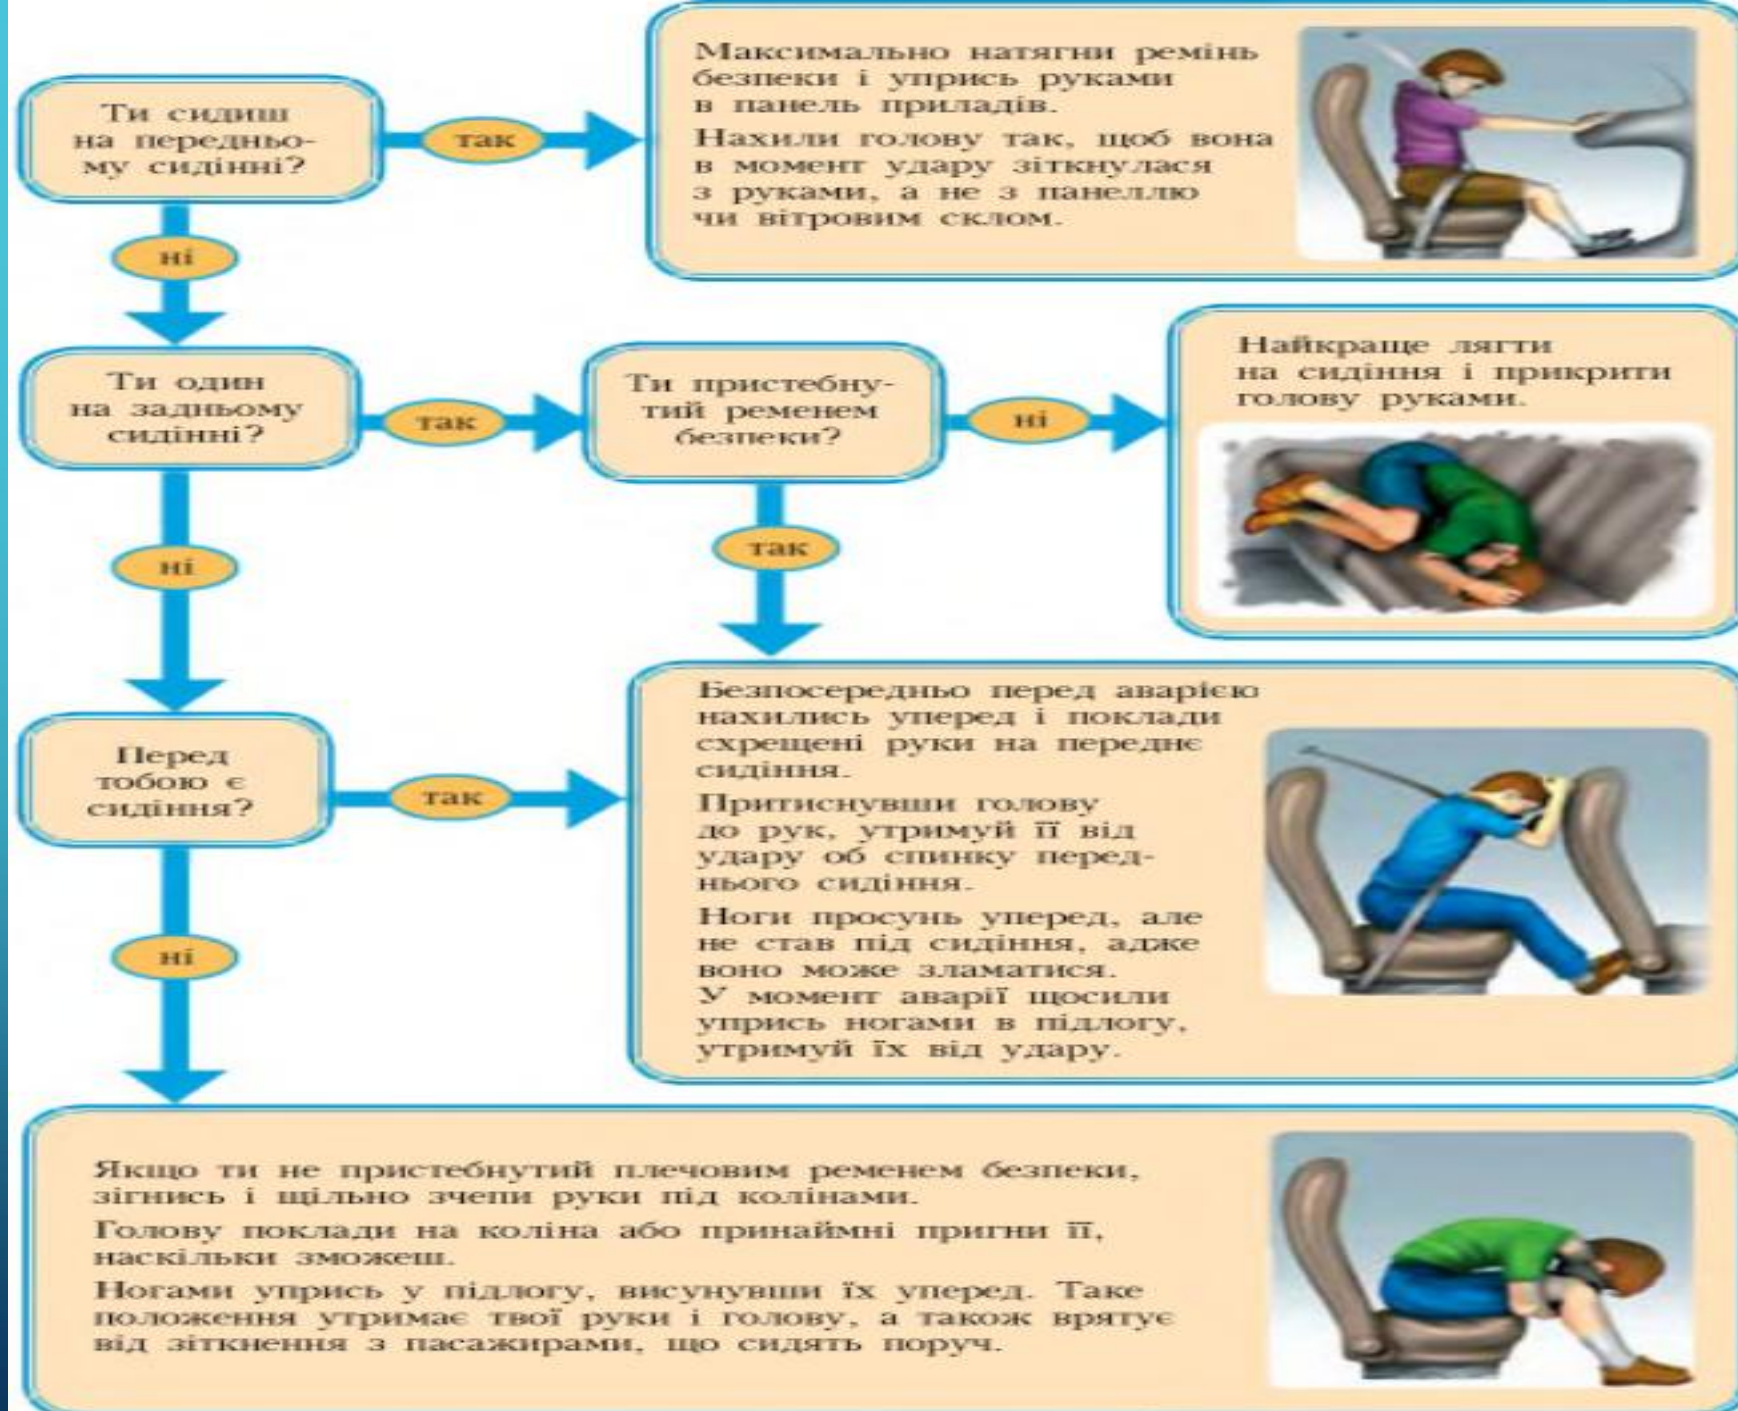 Ти сидиш
на передньо-
му сидінні?
так
Максимально натягни ремінь
безпеки і упрись руками
в панель приладів.
Нахили голову так, щоб вона
в момент удару зіткнулася
з руками, а не з панеллю
чи вітровим склом.
ні
Ти один
на задньому
сидінні?
так
Ти пристебну-
тий ременем
безпеки?
ні
Найкраще лягти
на сидіння і прикрити
голову руками.
ні
так
Перед
тобою є
сидіння?
так
Безпосередньо перед аварією
нахились уперед і поклади
схрещені руки на переднє
сидіння.
Притиснувши голову
до рук, утримуй її від
удару об спинку перед-
нього сидіння.
Ноги просунь уперед, але
не став під сидіння, адже
воно може зламатися.
У момент аварії щосили
упрись ногами в підлогу,
утримуй їх від удару.
ні
Якщо ти не пристебнутий плечовим ременем безпеки,
зігнись і щільно зчепи руки під колінами.
Голову поклади на коліна або принаймні пригни її,
наскільки зможеш.
Ногами упрись у підлогу, висунувши їх уперед. Таке
положення утримає твої руки і голову, а також врятує
від зіткнення з пасажирами, що сидять поруч.